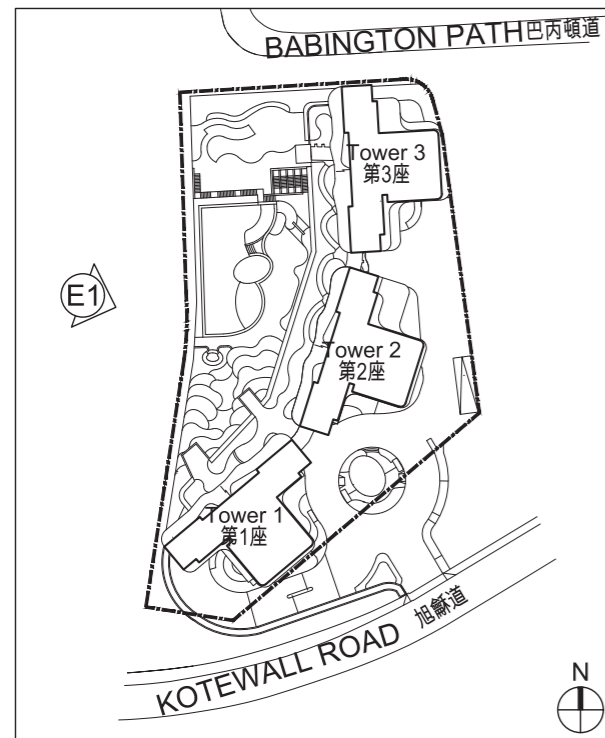 BABINGTON PATH巴丙頓道
Tower 3
第3座
E1
Tower 2
第2座
Tower 1
第1座
KOTEWALL ROAD 旭龢道
N